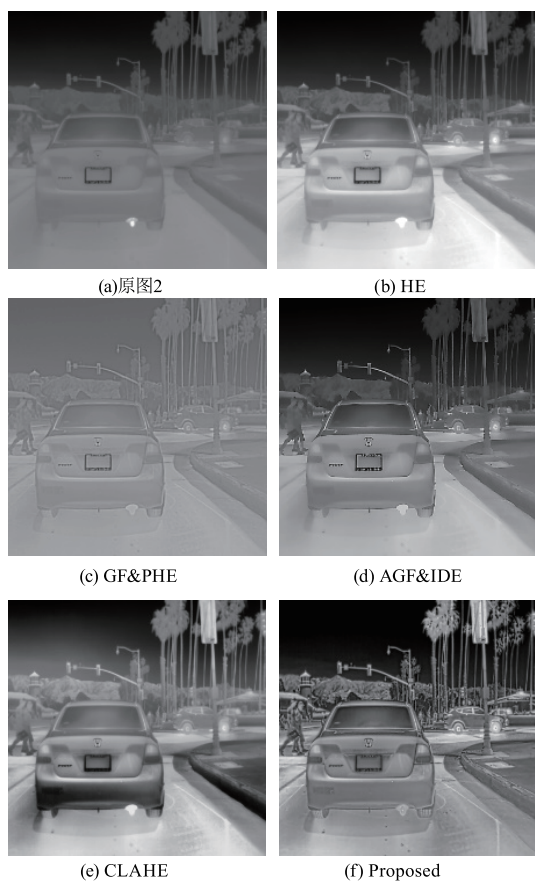 (a)原图2
(b) HE
(c) GF&PHE
(d) AGF&IDE
(e) CLAHE
(f) Proposed